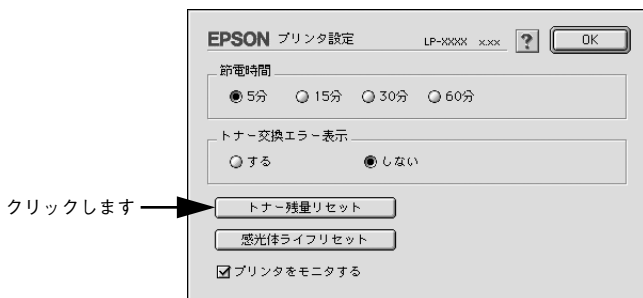 EPSON プリンタ設定 LP-XXXX x.xx ? OK
節電時間
5分 15分 30分 60分
トナー交換エラー表示
する しない
クリックします トナー残量リセット
感光体ライフリセット
プリンタをモニタする